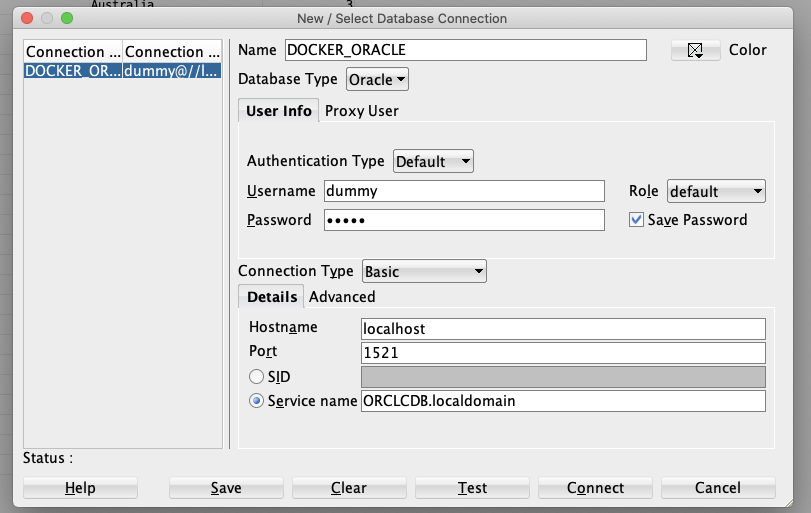 Australia 3
New / Select Database Connection
Connection ... Connection ...
DOCKER_OR... dummy@//l...
Name DOCKER_ORACLE Color
Database Type Oracle
User Info Proxy User
Authentication Type Default
Username dummy Role default
Password ••••• Save Password
Connection Type Basic
Details Advanced
Hostname localhost
Port 1521
SID
Service name ORCLCDB.localdomain
Status :
Help Save Clear Test Connect Cancel